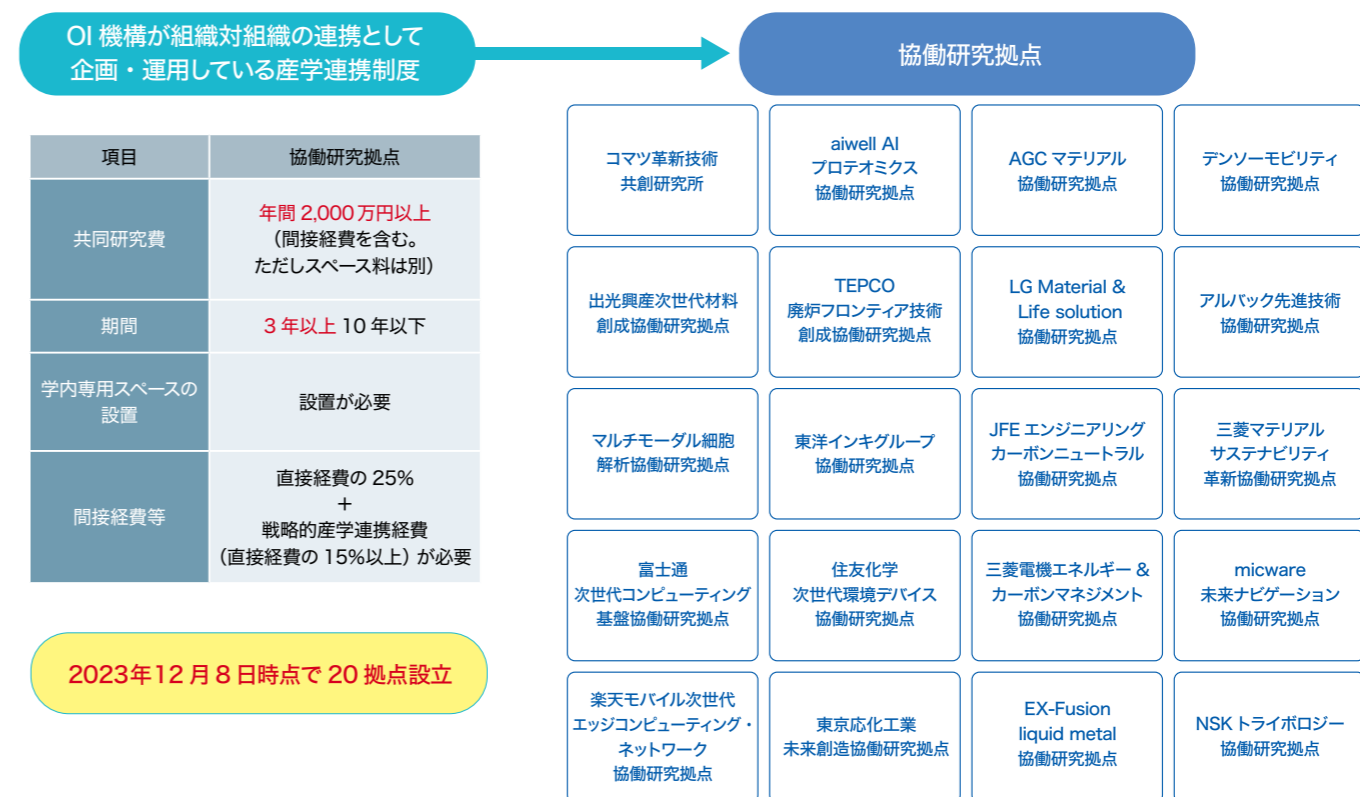 OI 機構が組織対組織の連携として
企画・運用している産学連携制度
協働研究拠点
項目
協働研究拠点
共同研究費
年間 2,000 万円以上
（間接経費を含む。
ただしスペース料は別）
期間
3 年以上 10 年以下
学内専用スペースの
設置
設置が必要
間接経費等
直接経費の 25%
＋
戦略的産学連携経費
（直接経費の 15%以上）が必要
2023年12 月 8 日時点で 20 拠点設立
コマツ革新技術
共創研究所
aiwell AI
プロテオミクス
協働研究拠点
AGC マテリアル
協働研究拠点
デンソーモビリティ
協働研究拠点
出光興産次世代材料
創成協働研究拠点
TEPCO
廃炉フロンティア技術
創成協働研究拠点
LG Material &
Life solution
協働研究拠点
アルバック先進技術
協働研究拠点
マルチモーダル細胞
解析協働研究拠点
東洋インキグループ
協働研究拠点
JFE エンジニアリング
カーボンニュートラル
協働研究拠点
三菱マテリアル
サステナビリティ
革新協働研究拠点
富士通
次世代コンピューティング
基盤協働研究拠点
住友化学
次世代環境デバイス
協働研究拠点
三菱電機エネルギー &
カーボンマネジメント
協働研究拠点
micware
未来ナビゲーション
協働研究拠点
楽天モバイル次世代
エッジコンピューティング・
ネットワーク
協働研究拠点
東京応化工業
未来創造協働研究拠点
EX-Fusion
liquid metal
協働研究拠点
NSK トライボロジー
協働研究拠点